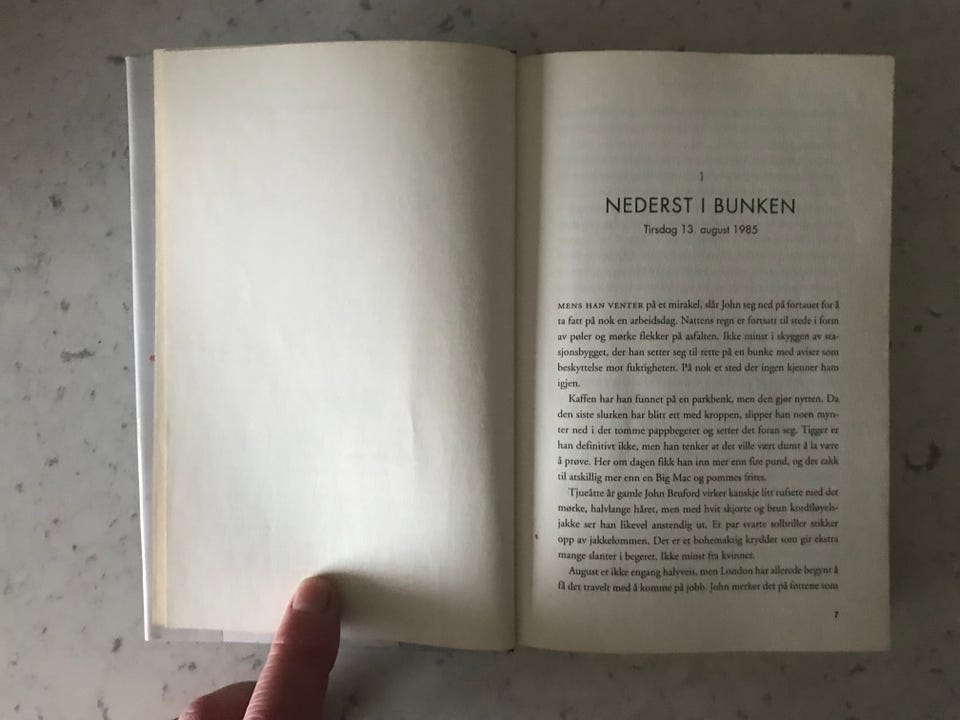 1
NEDERST I BUNKEN
Tirsdag 13. august 1985
MENS HAN VENTER på et mirakel, slår John seg ned på fortauet for å
ta fatt på nok en arbeidsdag. Nattens regn er fortsatt til stede i form
av pøler og mørke flekker på asfalten. Ikke minst i skyggen av sta-
sjonsbygget, der han setter seg til rette på en bunke med aviser som
beskyttelse mot fuktigheten. På nok et sted der ingen kjenner ham
igjen.
Kaffen har han funnet på en parkbenk, men den gjør nytten. Da
den siste slurken har blitt ett med kroppen, slipper han noen myn-
ter ned i det tomme pappbegeret og setter det foran seg. Tigger er
han definitivt ikke, men han tenker at det ville vært dumt å la være
å prøve. Her om dagen fikk han inn mer enn fire pund, og det rakk
til atskillig mer enn en Big Mac og pommes frites.
Tjueåtte år gamle John Bruford virker kanskje litt rufsete med det
mørke, halvlange håret, men med hvit skjorte og brun kordfløyels-
jakke ser han likevel anstendig ut. Et par svarte solbriller stikker
opp av jakkelommen. Det er et bohemaktig krydder som gir ekstra
mange slanter i begeret. Ikke minst fra kvinner.
August er ikke engang halvveis, men London har allerede begynt å
få det travelt med å komme på jobb. John merker det på føttene som
7